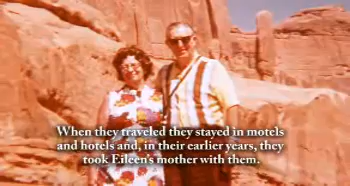 When they traveled they stayed in motels
and hotels and, in their earlier years, they
took Eileen's mother with them.